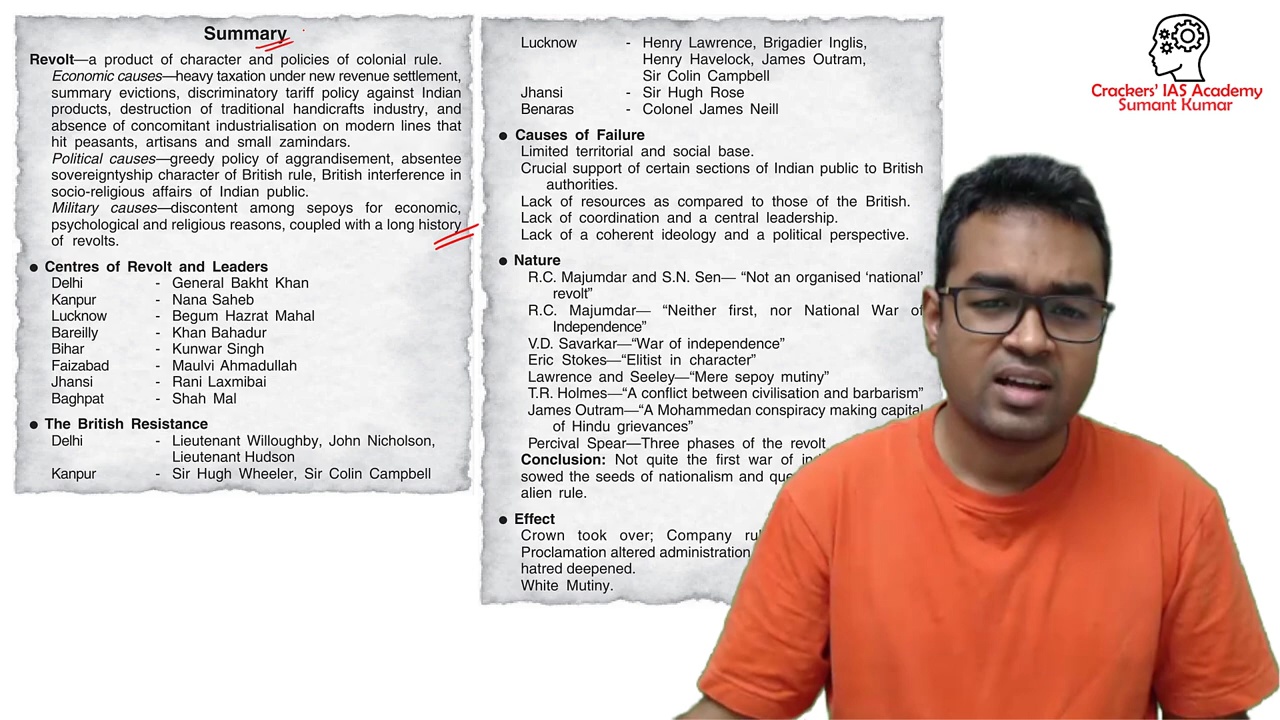 Summary
Revolt—a product of character and policies of colonial rule.
Economic causes—heavy taxation under new revenue settlement,
summary evictions, discriminatory tariff policy against Indian
products, destruction of traditional handicrafts industry, and
absence of concomitant industrialisation on modern lines that
hit peasants, artisans and small zamindars.
Political causes—greedy policy of aggrandisement, absentee
sovereigntyship character of British rule, British interference in
socio-religious affairs of Indian public.
Military causes—discontent among sepoys for economic,
psychological and religious reasons, coupled with a long history
of revolts.
● Centres of Revolt and Leaders
Delhi - General Bakht Khan
Kanpur - Nana Saheb
Lucknow - Begum Hazrat Mahal
Bareilly - Khan Bahadur
Bihar - Kunwar Singh
Faizabad - Maulvi Ahmadullah
Jhansi - Rani Laxmibai
Baghpat - Shah Mal
● The British Resistance
Delhi - Lieutenant Willoughby, John Nicholson,
Lieutenant Hudson
Kanpur - Sir Hugh Wheeler, Sir Colin Campbell
Lucknow - Henry Lawrence, Brigadier Inglis,
Henry Havelock, James Outram,
Sir Colin Campbell
Jhansi - Sir Hugh Rose
Benaras - Colonel James Neill
● Causes of Failure
Limited territorial and social base.
Crucial support of certain sections of Indian public to British
authorities.
Lack of resources as compared to those of the British.
Lack of coordination and a central leadership.
Lack of a coherent ideology and a political perspective.
● Nature
R.C. Majumdar and S.N. Sen— “Not an organised ‘national’
revolt”
R.C. Majumdar— “Neither first, nor National War of
Independence”
V.D. Savarkar—“War of independence”
Eric Stokes—“Elitist in character”
Lawrence and Seeley—“Mere sepoy mutiny”
T.R. Holmes—“A conflict between civilisation and barbarism”
James Outram—“A Mohammedan conspiracy making capital
of Hindu grievances”
Percival Spear—Three phases of the revolt
Conclusion: Not quite the first war of
sowed the seeds of nationalism and
alien rule.
● Effect
Crown took over; Company
Proclamation altered administration
hatred deepened.
White Mutiny.
Crackers' IAS Academy
Sumant Kumar